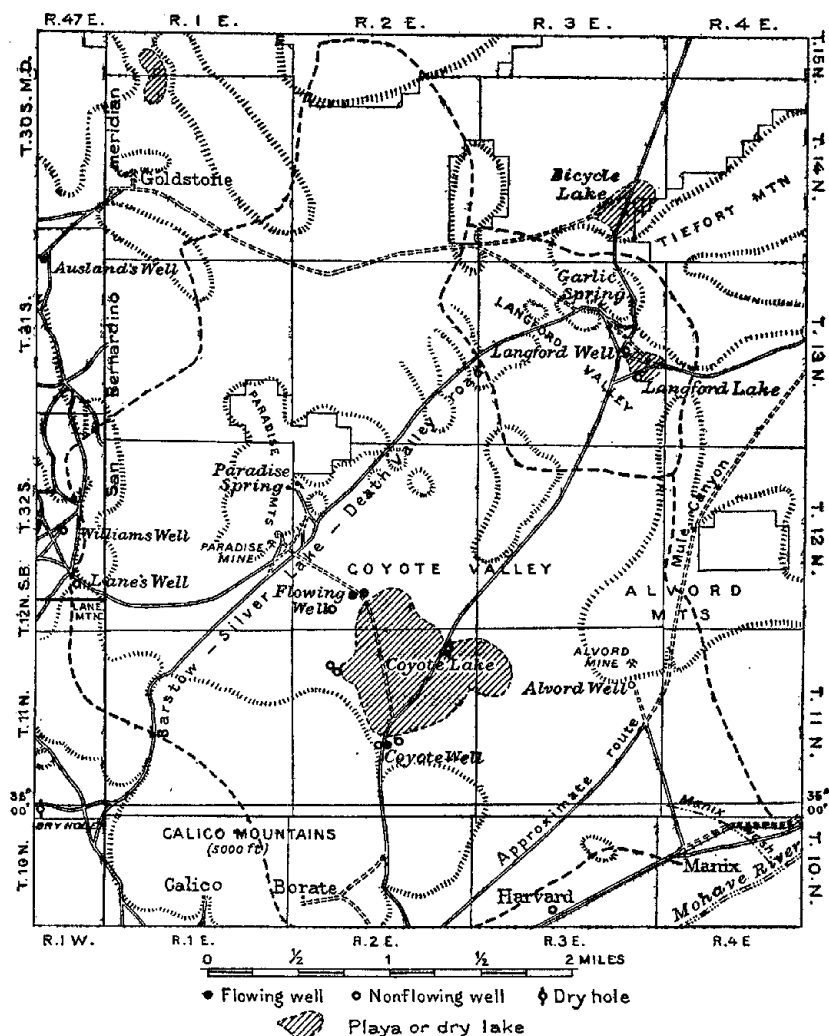 R.47 E. R. 1 E. R. 2 E. R. 3 E. R. 4 E.
T.15 N.
T.30 S. M.D.
meridian
Goldstone
T.14 N.
Bicycle
Lake
TIEFORT MTN
Ausland's Well
Garlic
Spring
LANGFORD
VALLEY
T.31 S.
Bernardino
T.13 N.
Langford Well
Langford Lake
PARADISE
MTS
Barstow – Silver Lake – Death Valley road
San
Paradise
Spring
Mule Canyon
T.32 S.
T.12 N.
Williams Well
PARADISE
MINE
COYOTE VALLEY
Lane's Well
LANE
MTN.
Flowing
Well
ALVORD
MTS
T.12 N. S.B.
Coyote Lake
ALVORD
MINE
Alvord Well
T.11 N.
T.11 N.
Coyote Well
Approximate route
35°
00'
35°
00'
DRY HOLE
Manix
Wash
CALICO MOUNTAINS
(5000 ft)
T.10 N.
T.10 N.
Calico
Borate
Manix
Harvard
Mohave River
R.1 W. R.1 E. R.2 E. R.3 E. R.4 E
0 ½ 1 ½ 2 MILES
Flowing well Nonflowing well Dry hole
Playa or dry lake